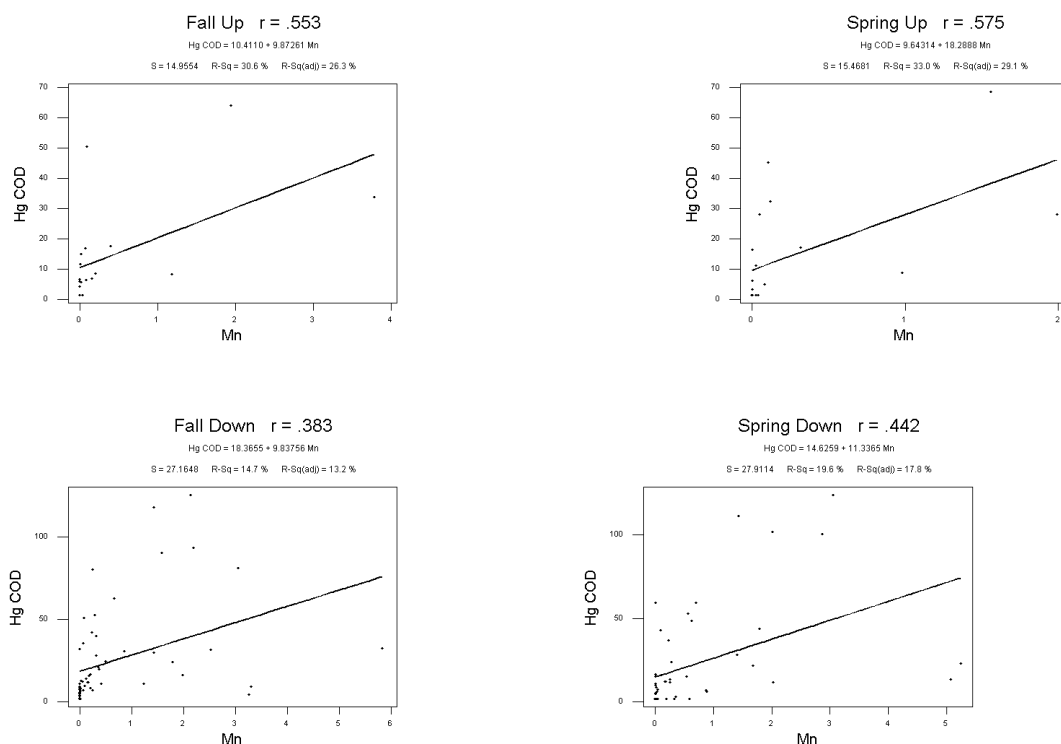 Fall Up r = .553
Hg COD = 10.4110 + 9.87261 Mn
S = 14.9554 R-Sq = 30.6 % R-Sq(adj) = 26.3 %
70
60
50
40
30
20
10
0
Hg COD
0 1 2 3 4
Mn
Spring Up r = .575
Hg COD = 9.64314 + 18.2888 Mn
S = 15.4681 R-Sq = 33.0 % R-Sq(adj) = 29.1 %
70
60
50
40
30
20
10
0
Hg COD
0 1 2
Mn
Fall Down r = .383
Hg COD = 18.3655 + 9.83756 Mn
S = 27.1648 R-Sq = 14.7 % R-Sq(adj) = 13.2 %
100
50
0
Hg COD
0 1 2 3 4 5 6
Mn
Spring Down r = .442
Hg COD = 14.6259 + 11.3365 Mn
S = 27.9114 R-Sq = 19.6 % R-Sq(adj) = 17.8 %
100
50
0
Hg COD
0 1 2 3 4 5
Mn